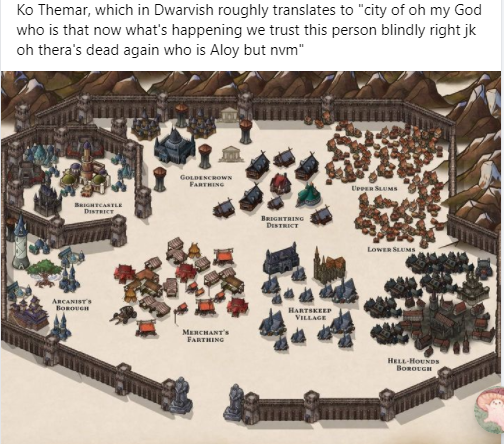 Ko Themar, which in Dwarvish roughly translates to "city of oh my God
who is that now what's happening we trust this person blindly right jk
oh thera's dead again who is Aloy but nvm"
GOLDENCROWN
FARTHING
UPPER SLUMS
BRIGHTCASTLE
DISTRICT
BRIGHTHING
DISTRICT
LOWER SLUMS
ARCANIST'S
BOROUGH
HARTSKEEP
VILLAGE
MERCHANT'S
FARTHING
HELL-HOUNDS
BOROUGH